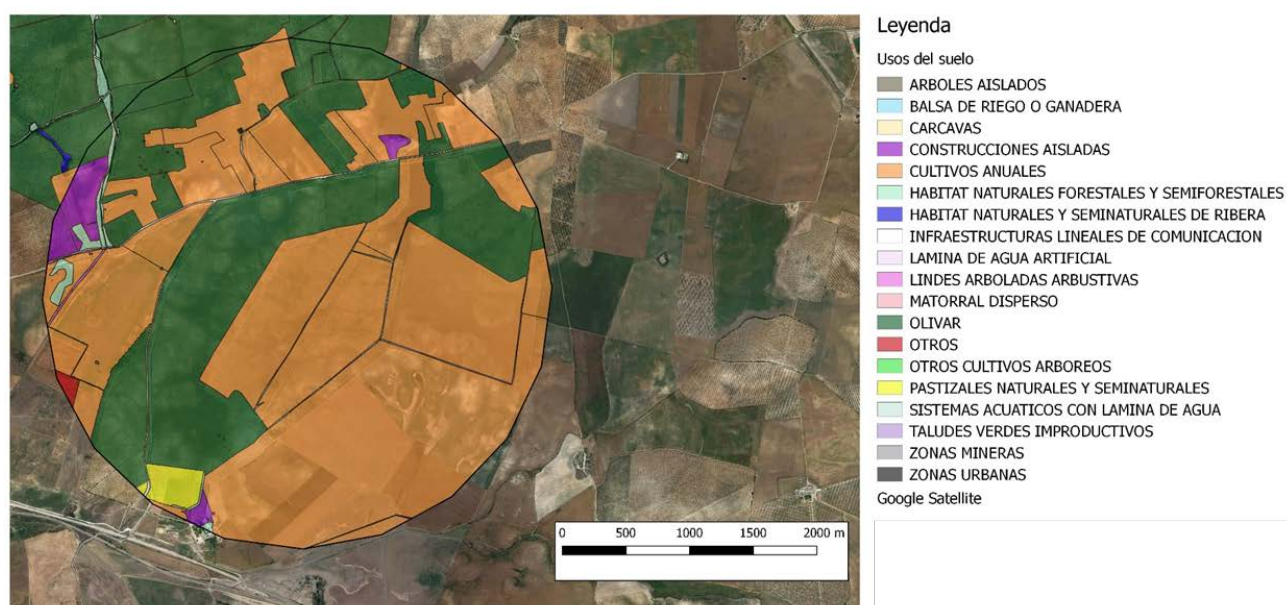 Leyenda
Usos del suelo
ARBOLES AISLADOS
BALSA DE RIEGO O GANADERA
CARCAVAS
CONSTRUCCIONES AISLADAS
CULTIVOS ANUALES
HABITAT NATURALES FORESTALES Y SEMIFORESTALES
HABITAT NATURALES Y SEMINATURALES DE RIBERA
INFRAESTRUCTURAS LINEALES DE COMUNICACION
LAMINA DE AGUA ARTIFICIAL
LINDES ARBOLADAS ARBUSTIVAS
MATORRAL DISPERSO
OLIVAR
OTROS
OTROS CULTIVOS ARBOREOS
PASTIZALES NATURALES Y SEMINATURALES
SISTEMAS ACUATICOS CON LAMINA DE AGUA
TALUDES VERDES IMPRODUCTIVOS
ZONAS MINERAS
ZONAS URBANAS
Google Satellite
0 500 1000 1500 2000 m